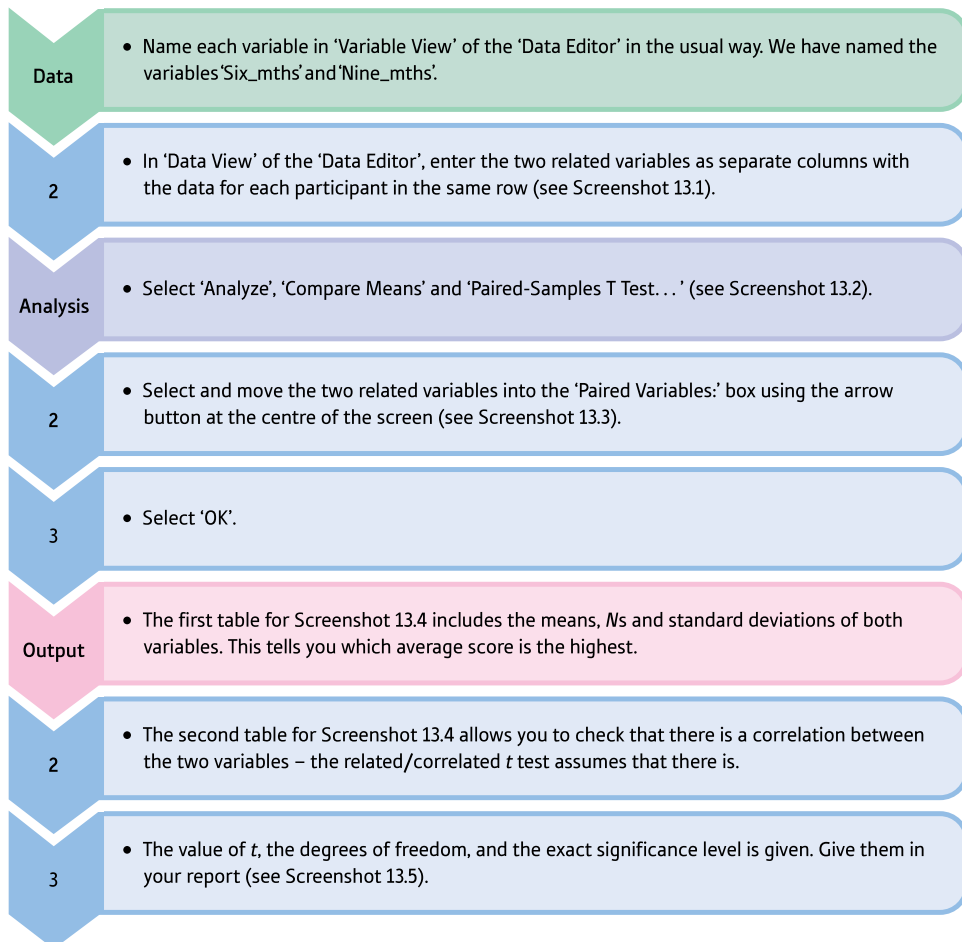 Data
• Name each variable in ‘Variable View’ of the ‘Data Editor’ in the usual way. We have named the
variables ‘Six_mths’ and ‘Nine_mths’.
2
• In ‘Data View’ of the ‘Data Editor’, enter the two related variables as separate columns with
the data for each participant in the same row (see Screenshot 13.1).
Analysis
• Select ‘Analyze’, ‘Compare Means’ and ‘Paired-Samples T Test. . . ’ (see Screenshot 13.2).
2
• Select and move the two related variables into the ‘Paired Variables:’ box using the arrow
button at the centre of the screen (see Screenshot 13.3).
3
• Select ‘OK’.
Output
• The first table for Screenshot 13.4 includes the means, Ns and standard deviations of both
variables. This tells you which average score is the highest.
2
• The second table for Screenshot 13.4 allows you to check that there is a correlation between
the two variables – the related/correlated t test assumes that there is.
3
• The value of t, the degrees of freedom, and the exact significance level is given. Give them in
your report (see Screenshot 13.5).